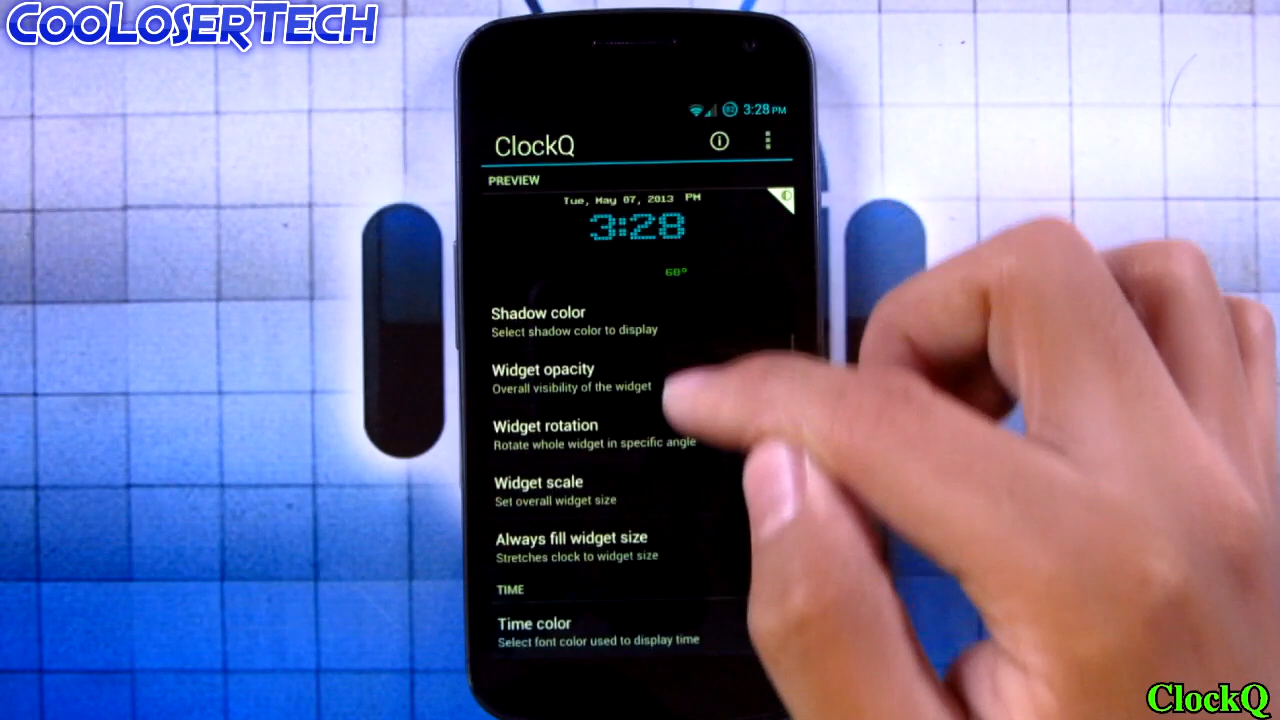 CooLoserTech
3:28 PM
ClockQ
PREVIEW
Tue, May 07, 2013 PM
3:28
60°
Shadow color
Select shadow color to display
Widget opacity
Overall visibility of the widget
Widget rotation
Rotate whole widget in specific angle
Widget scale
Set overall widget size
Always fill widget size
Stretches clock to widget size
TIME
Time color
Select font color used to display time
ClockQ